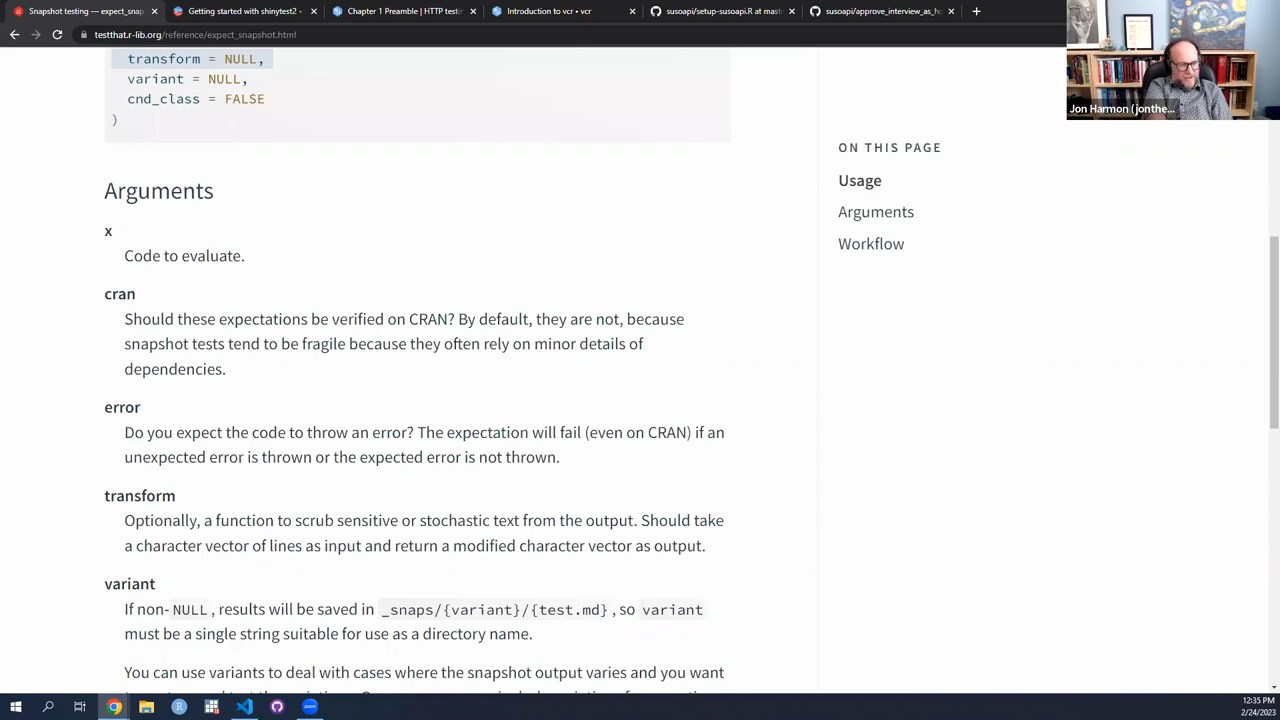 Snapshot testing — expect_snap
Getting started with shinytest2 •
Chapter 1 Preamble | HTTP test
Introduction to vcr • vcr
susoapi/setup-susoapi.R at mast
susoapi/approve_interview_as_h
testthat.r-lib.org/reference/expect_snapshot.html
transform = NULL,
variant = NULL,
cnd_class = FALSE
)
Jon Harmon (jonthe...
ON THIS PAGE
Usage
Arguments
Workflow
Arguments
x
Code to evaluate.
cran
Should these expectations be verified on CRAN? By default, they are not, because
snapshot tests tend to be fragile because they often rely on minor details of
dependencies.
error
Do you expect the code to throw an error? The expectation will fail (even on CRAN) if an
unexpected error is thrown or the expected error is not thrown.
transform
Optionally, a function to scrub sensitive or stochastic text from the output. Should take
a character vector of lines as input and return a modified character vector as output.
variant
If non-NULL, results will be saved in _snaps/{variant}/{test.md}, so variant
must be a single string suitable for use as a directory name.
You can use variants to deal with cases where the snapshot output varies and you want
12:35 PM
2/24/2023